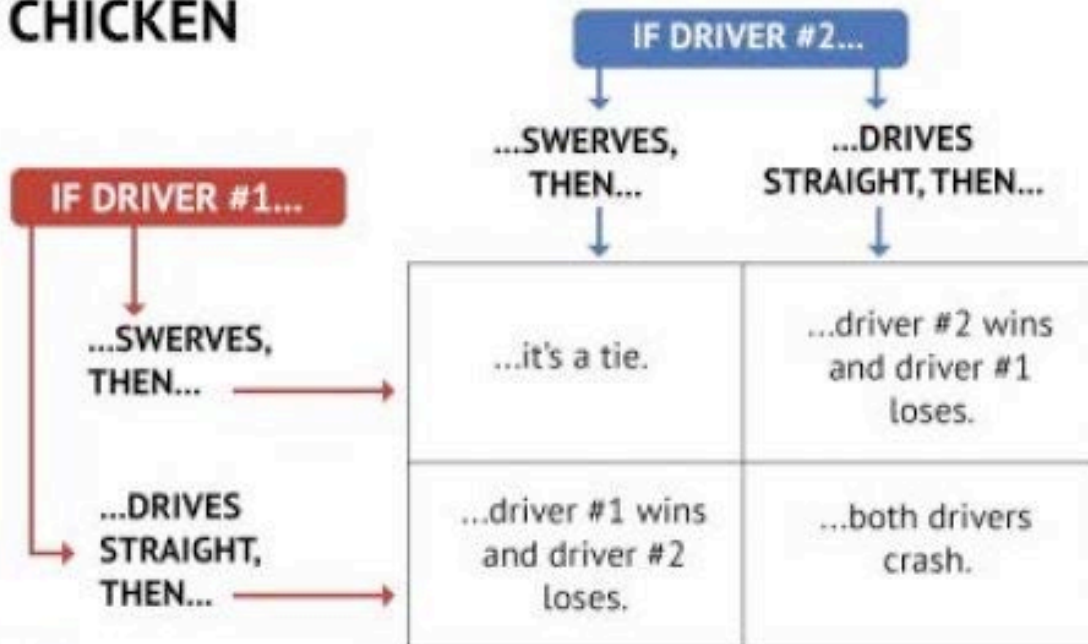 CHICKEN
IF DRIVER #2...
...SWERVES,
THEN...
...DRIVES
STRAIGHT, THEN...
IF DRIVER #1...
...SWERVES,
THEN...
...it's a tie.
...driver #2 wins
and driver #1
loses.
...DRIVES
STRAIGHT,
THEN...
...driver #1 wins
and driver #2
loses.
...both drivers
crash.